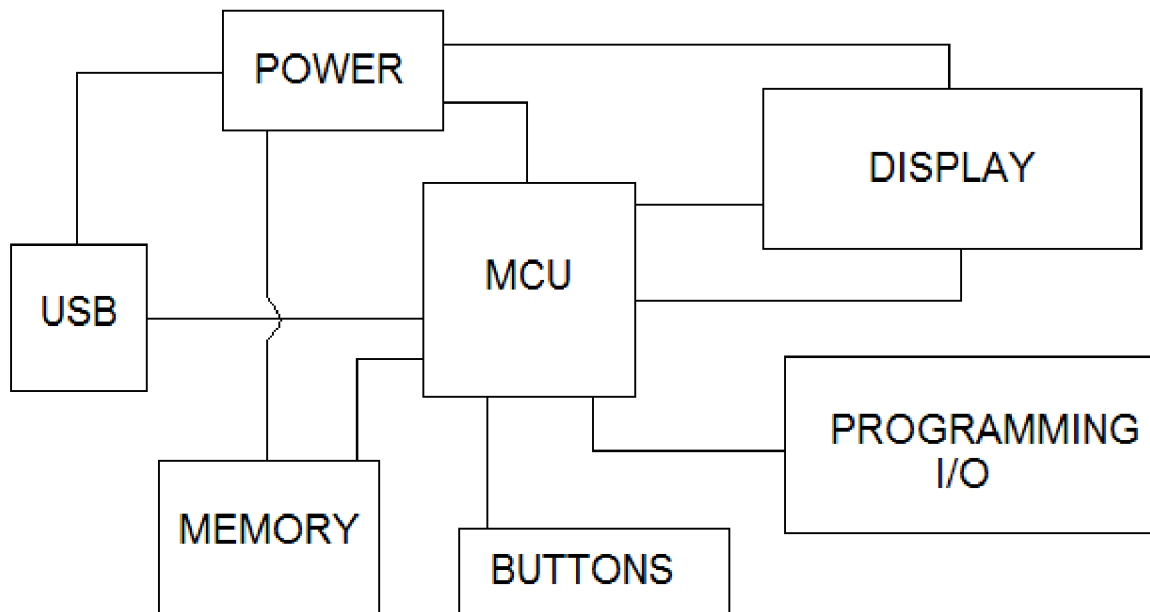 POWER
DISPLAY
MCU
USB
PROGRAMMING
I/O
MEMORY
BUTTONS